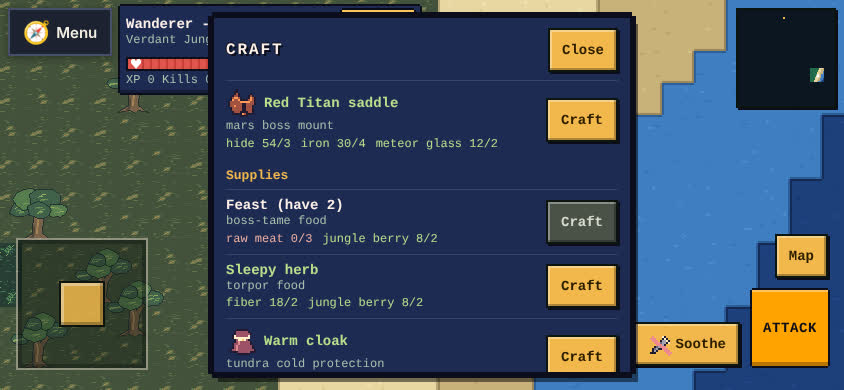 Menu
Wanderer -
Verdant Jung
XP 0 Kills
CRAFT
Close
Red Titan saddle
mars boss mount
hide 54/3 iron 30/4 meteor glass 12/2
Craft
Supplies
Feast (have 2)
boss-tame food
raw meat 0/3 jungle berry 8/2
Craft
Sleepy herb
torpor food
fiber 18/2 jungle berry 8/2
Craft
Warm cloak
tundra cold protection
Craft
Map
ATTACK
Soothe